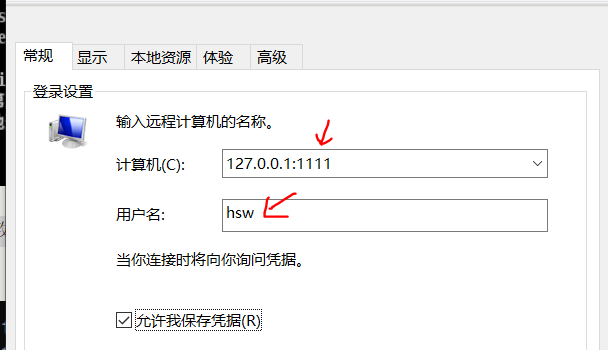 常规 显示 本地资源 体验 高级
登录设置
输入远程计算机的名称。
计算机(C): 127.0.0.1:1111
用户名: hsw
当你连接时将向你询问凭据。
允许我保存凭据(R)